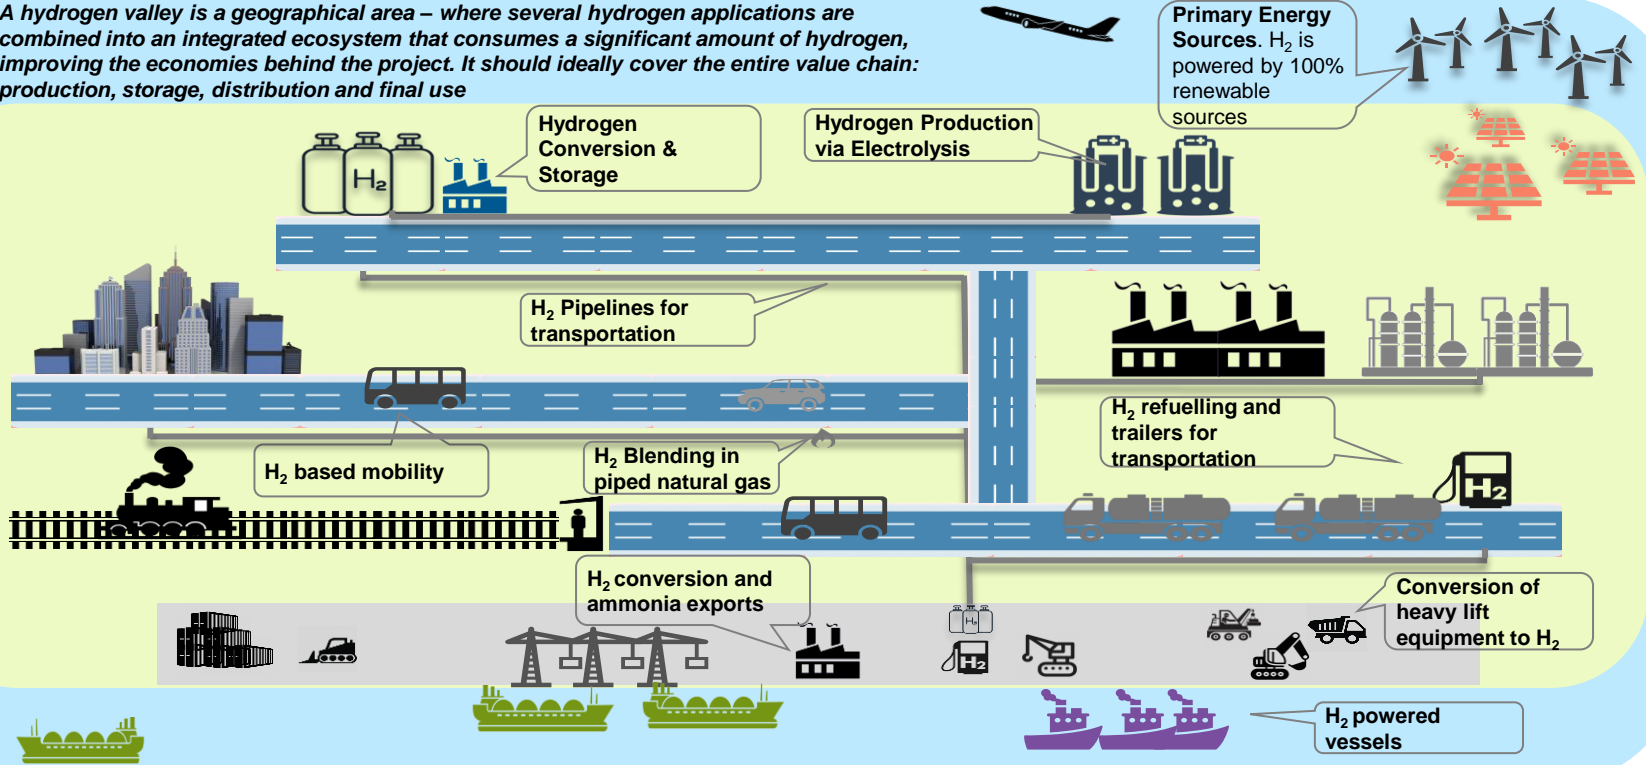 A hydrogen valley is a geographical area – where several hydrogen applications are
combined into an integrated ecosystem that consumes a significant amount of hydrogen,
improving the economies behind the project. It should ideally cover the entire value chain:
production, storage, distribution and final use
Primary Energy
Sources. H₂ is
powered by 100%
renewable
sources
Hydrogen
Conversion &
Storage
Hydrogen Production
via Electrolysis
H₂
H₂ Pipelines for
transportation
H₂ refuelling and
trailers for
transportation
H₂ based mobility
H₂ Blending in
piped natural gas
H₂
H₂ conversion and
ammonia exports
Conversion of
heavy lift
equipment to H₂
H₂
H₂
H₂ powered
vessels